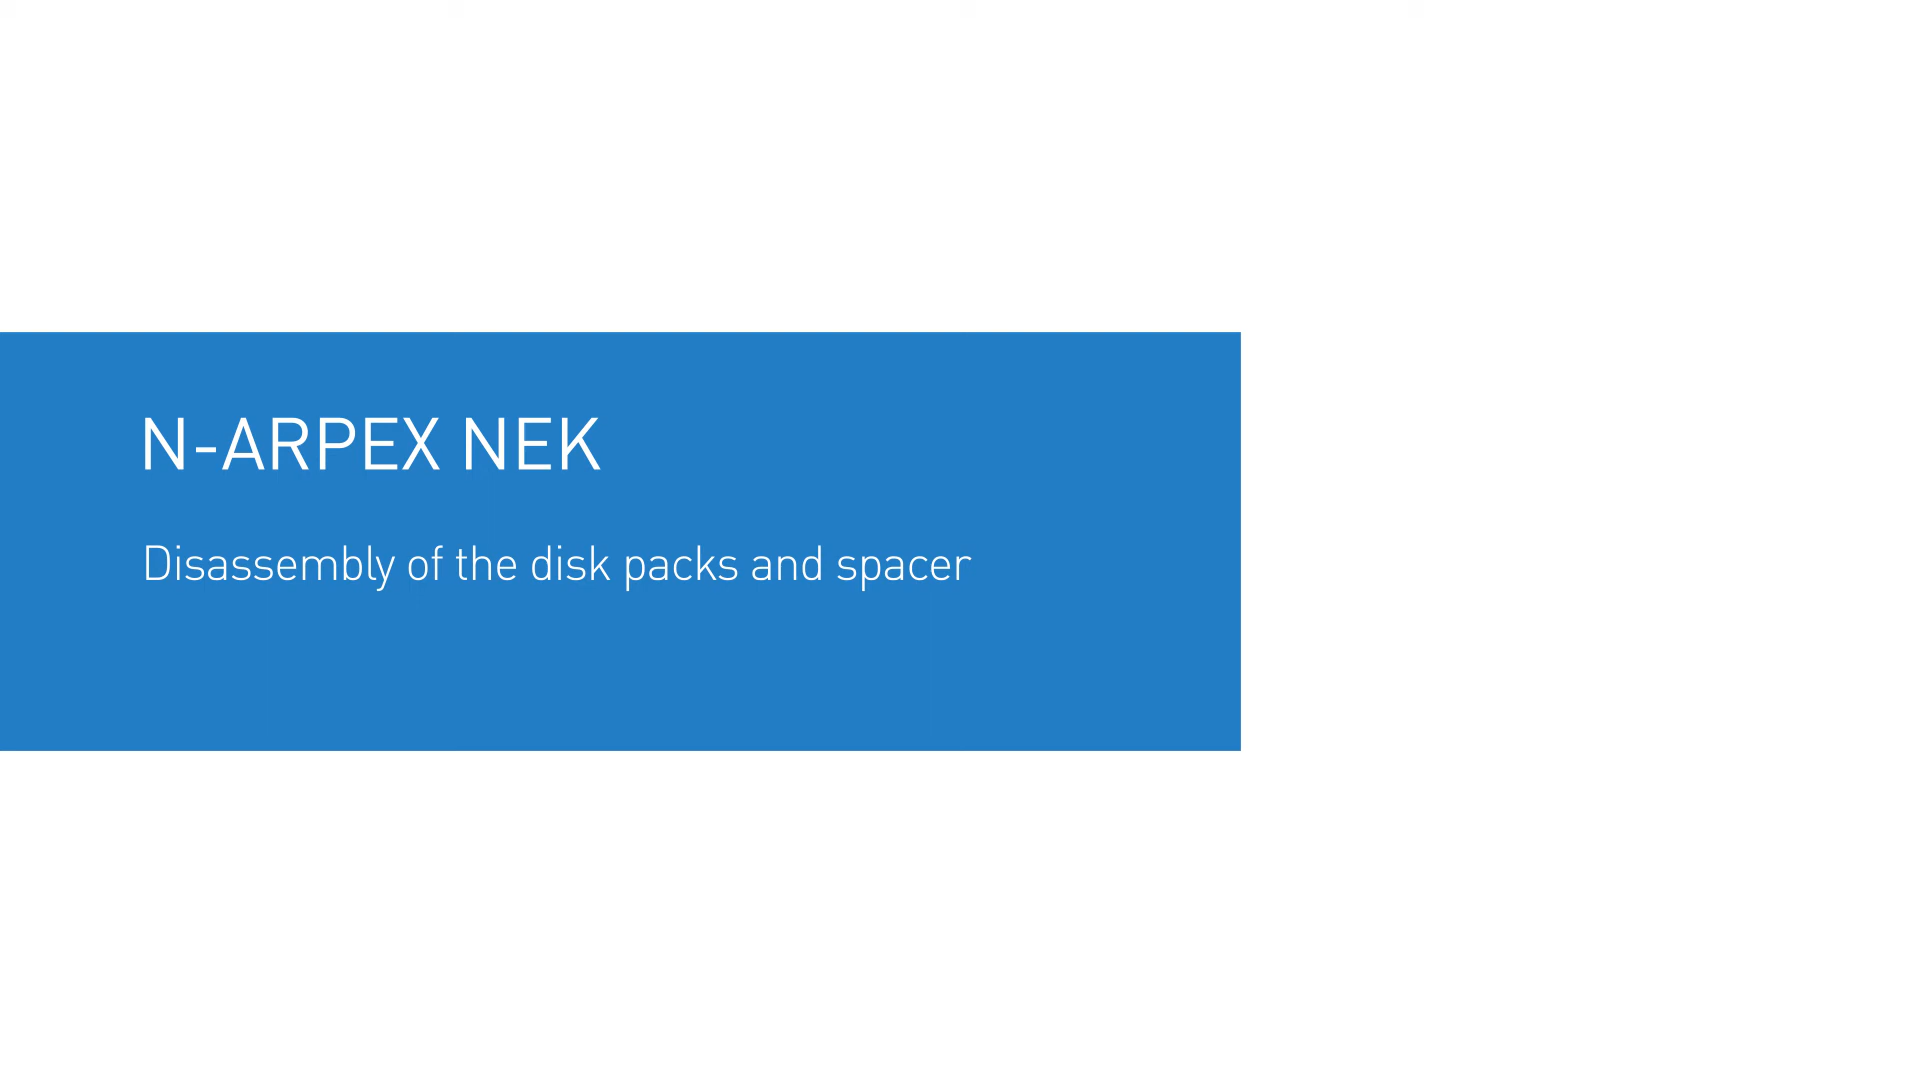 N-ARPEX NEK
Disassembly of the disk packs and spacer